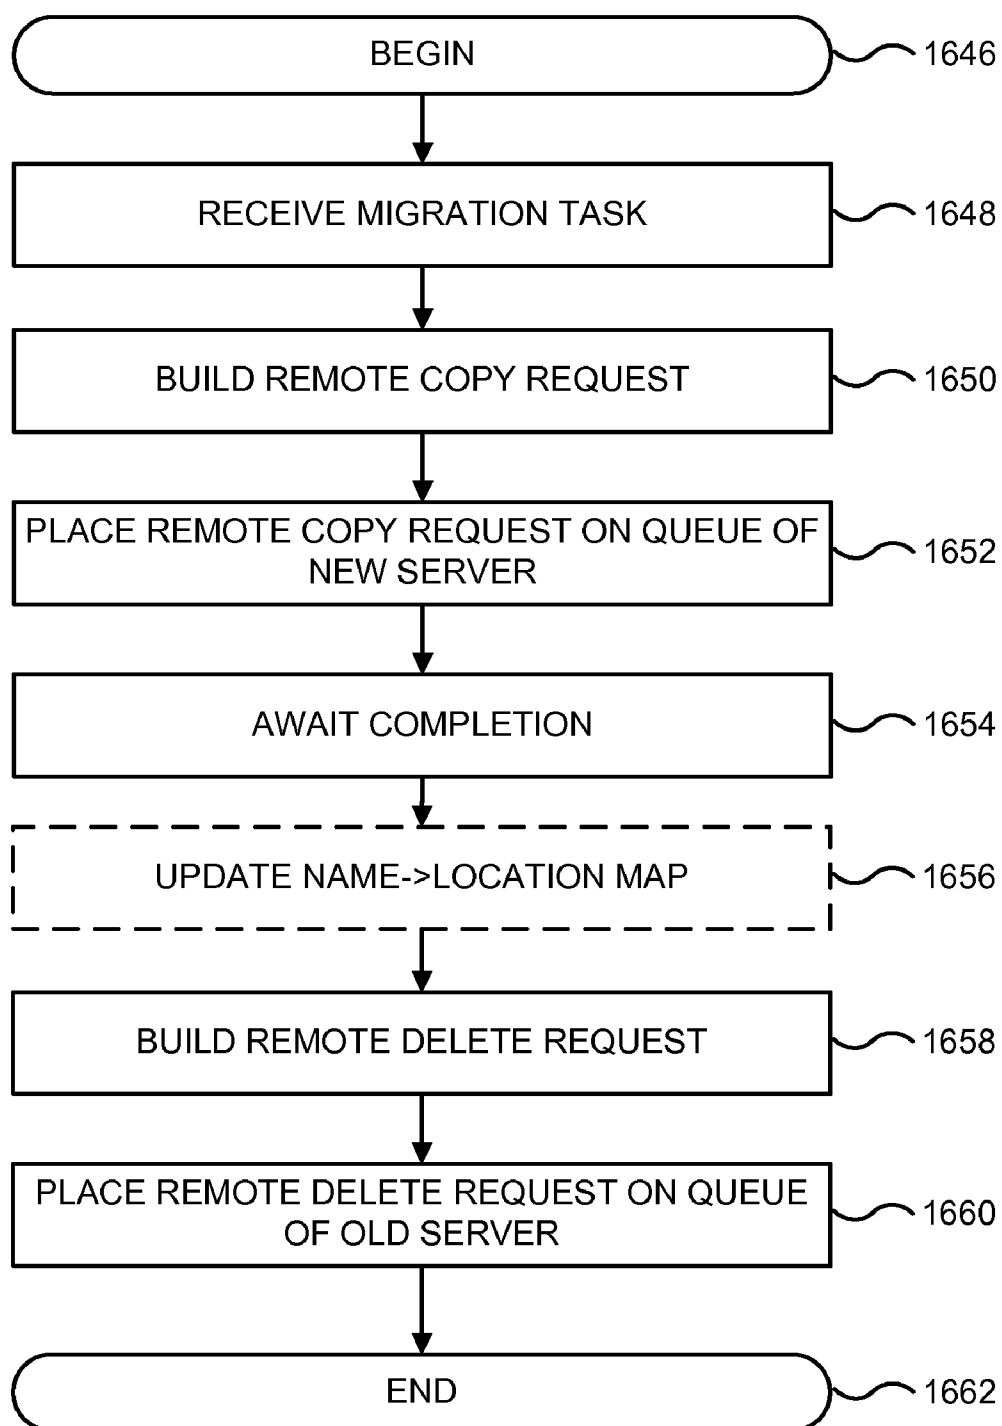 BEGIN
1646
RECEIVE MIGRATION TASK
1648
BUILD REMOTE COPY REQUEST
1650
PLACE REMOTE COPY REQUEST ON QUEUE OF
NEW SERVER
1652
AWAIT COMPLETION
1654
UPDATE NAME->LOCATION MAP
1656
BUILD REMOTE DELETE REQUEST
1658
PLACE REMOTE DELETE REQUEST ON QUEUE
OF OLD SERVER
1660
END
1662